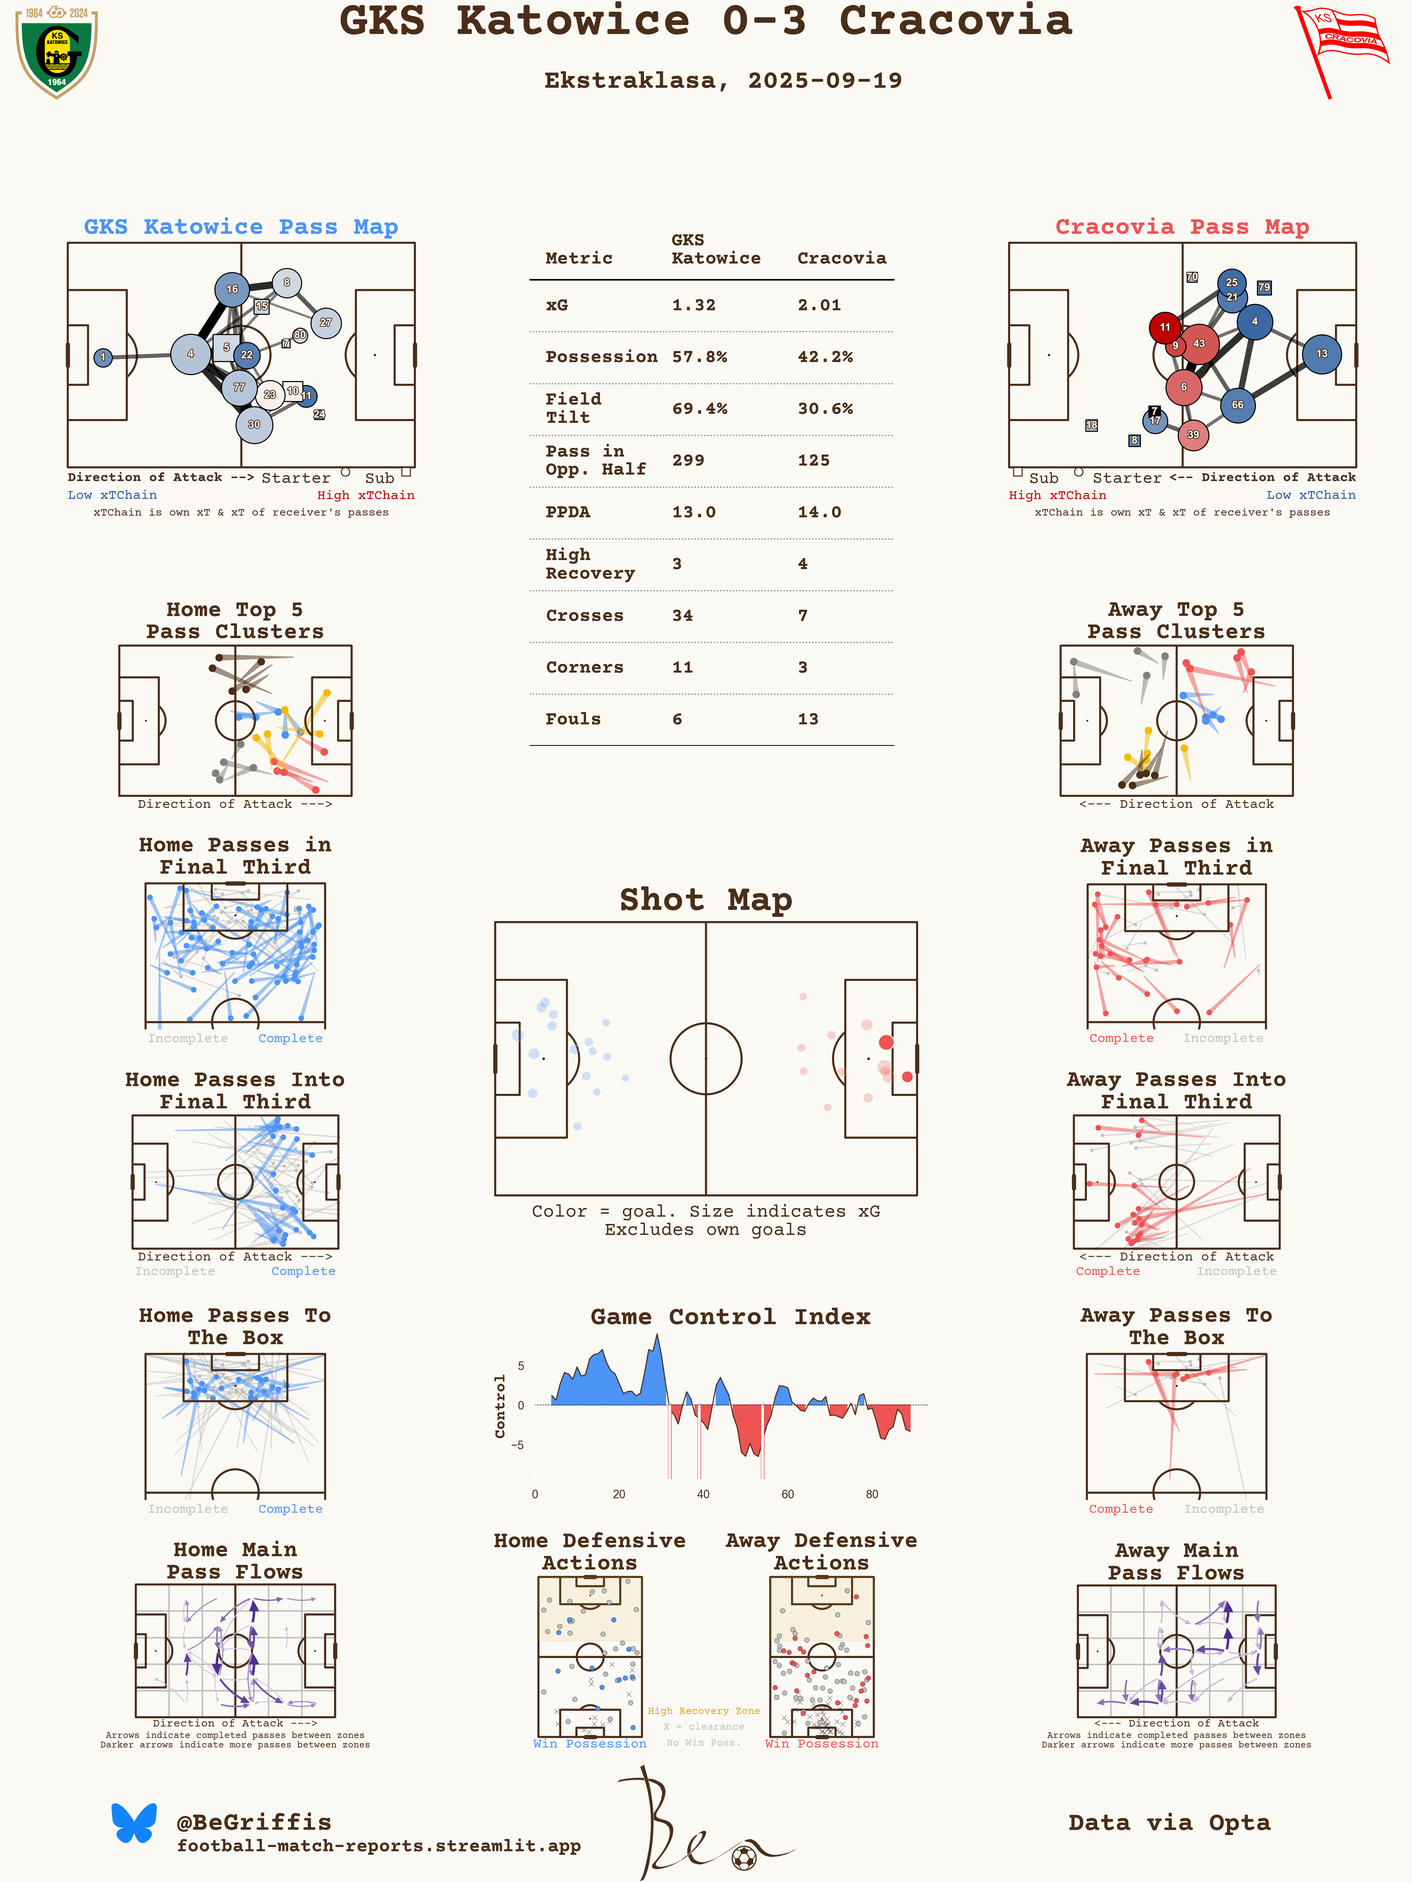 GKS Katowice 0-3 Cracovia
Ekstraklasa, 2025-09-19
1964 2024
KS
KATOWICE
1964
KS
CRACOVIA
GKS Katowice Pass Map
1
4
16
8
15
27
80
7
5
22
77
23
10
11
30
24
Direction of Attack --> Starter Sub
Low xTChain High xTChain
xTChain is own xT & xT of receiver's passes
Metric GKS Katowice Cracovia
xG 1.32 2.01
Possession 57.8% 42.2%
Field Tilt 69.4% 30.6%
Pass in Opp. Half 299 125
PPDA 13.0 14.0
High Recovery 3 4
Crosses 34 7
Corners 11 3
Fouls 6 13
Cracovia Pass Map
70
25
79
21
11
4
9
43
13
6
66
7
17
18
8
39
Sub Starter <-- Direction of Attack
High xTChain Low xTChain
xTChain is own xT & xT of receiver's passes
Home Top 5
Pass Clusters
Direction of Attack --->
Away Top 5
Pass Clusters
<--- Direction of Attack
Home Passes in
Final Third
Incomplete Complete
Shot Map
Color = goal. Size indicates xG
Excludes own goals
Away Passes in
Final Third
Complete Incomplete
Home Passes Into
Final Third
Direction of Attack --->
Incomplete Complete
Away Passes Into
Final Third
<--- Direction of Attack
Complete Incomplete
Home Passes To
The Box
Incomplete Complete
Game Control Index
Control
5
0
−5
0 20 40 60 80
Away Passes To
The Box
Complete Incomplete
Home Main
Pass Flows
Direction of Attack --->
Arrows indicate completed passes between zones
Darker arrows indicate more passes between zones
Home Defensive
Actions
Win Possession
High Recovery Zone
X = clearance
No Win Poss.
Away Defensive
Actions
Win Possession
Away Main
Pass Flows
<--- Direction of Attack
Arrows indicate completed passes between zones
Darker arrows indicate more passes between zones
@BeGriffis
football-match-reports.streamlit.app
Ben
Data via Opta